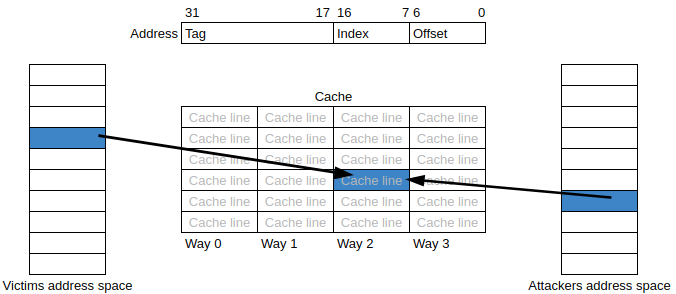 31 17 16 7 6 0
Address Tag Index Offset
Cache
Cache line Cache line Cache line Cache line
Cache line Cache line Cache line Cache line
Cache line Cache line Cache line Cache line
Cache line Cache line Cache line Cache line
Cache line Cache line Cache line Cache line
Cache line Cache line Cache line Cache line
Way 0 Way 1 Way 2 Way 3
Victims address space
Attackers address space